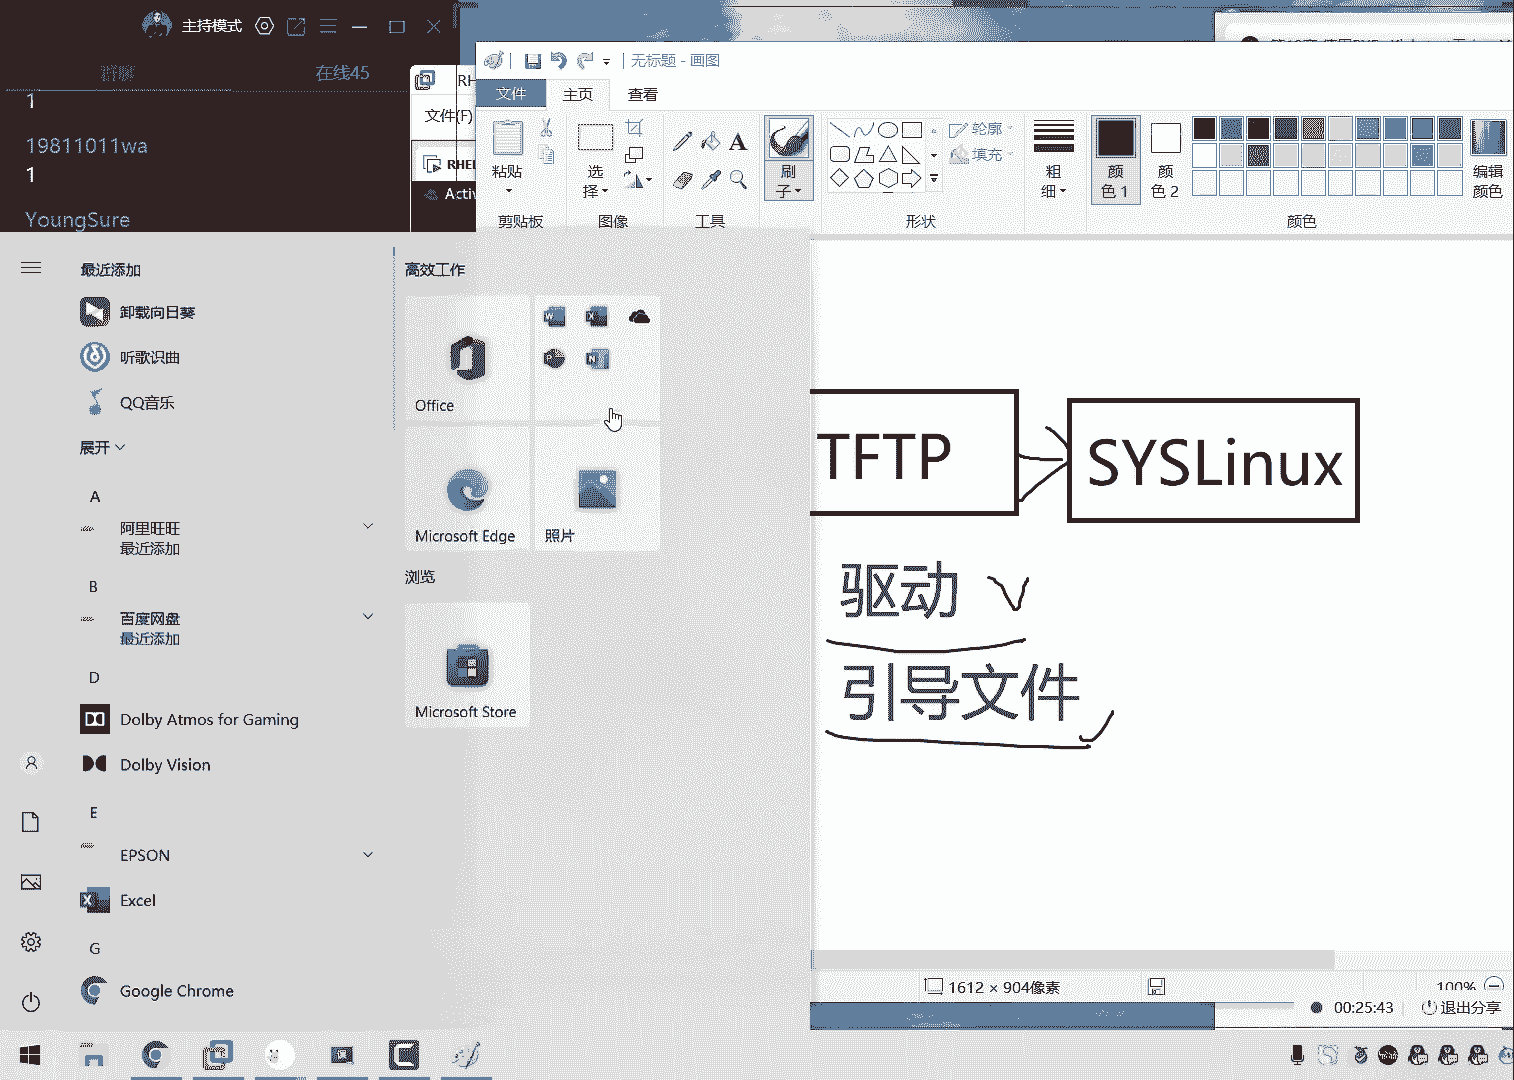 主持模式
群聊
在线45
1
19811011wa
1
YoungSure
RHE
文件(F)
RHEL
Activ
无标题 - 画图
文件
主页
查看
粘贴
剪贴板
选择
图像
工具
刷子
轮廓
填充
形状
粗细
颜色 1
颜色 2
编辑颜色
颜色
最近添加
卸载向日葵
听歌识曲
QQ音乐
展开
A
阿里旺旺
最近添加
B
百度网盘
最近添加
D
Dolby Atmos for Gaming
Dolby Vision
E
EPSON
Excel
G
Google Chrome
高效工作
Office
Microsoft Edge
照片
浏览
Microsoft Store
TFTP
SYSLinux
驱动
引导文件
1612 × 904像素
100%
00:25:43
退出分享